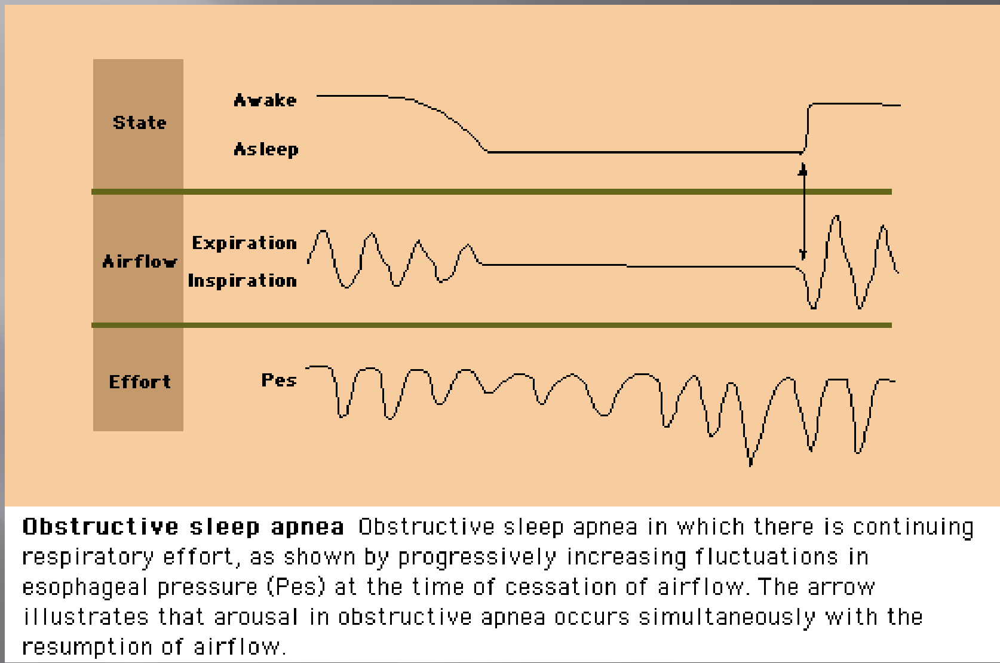 Awake
State
Asleep
Expiration
Airflow
Inspiration
Effort
Pes
Obstructive sleep apnea Obstructive sleep apnea in which there is continuing
respiratory effort, as shown by progressively increasing fluctuations in
esophageal pressure (Pes) at the time of cessation of airflow. The arrow
illustrates that arousal in obstructive apnea occurs simultaneously with the
resumption of airflow.